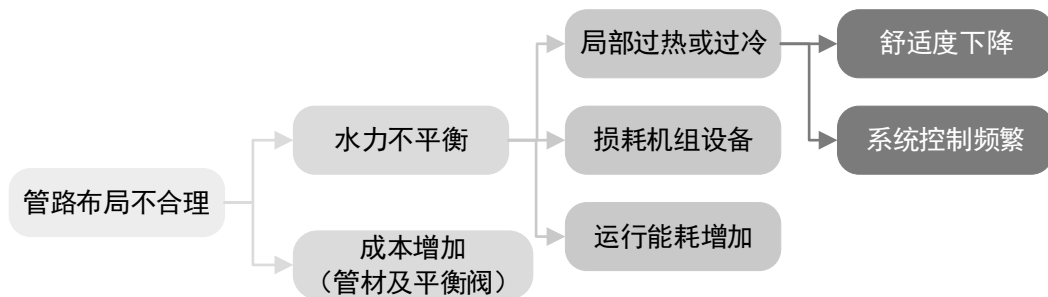 局部过热或过冷
舒适度下降
水力不平衡
损耗机组设备
系统控制频繁
管路布局不合理
成本增加
（管材及平衡阀）
运行能耗增加